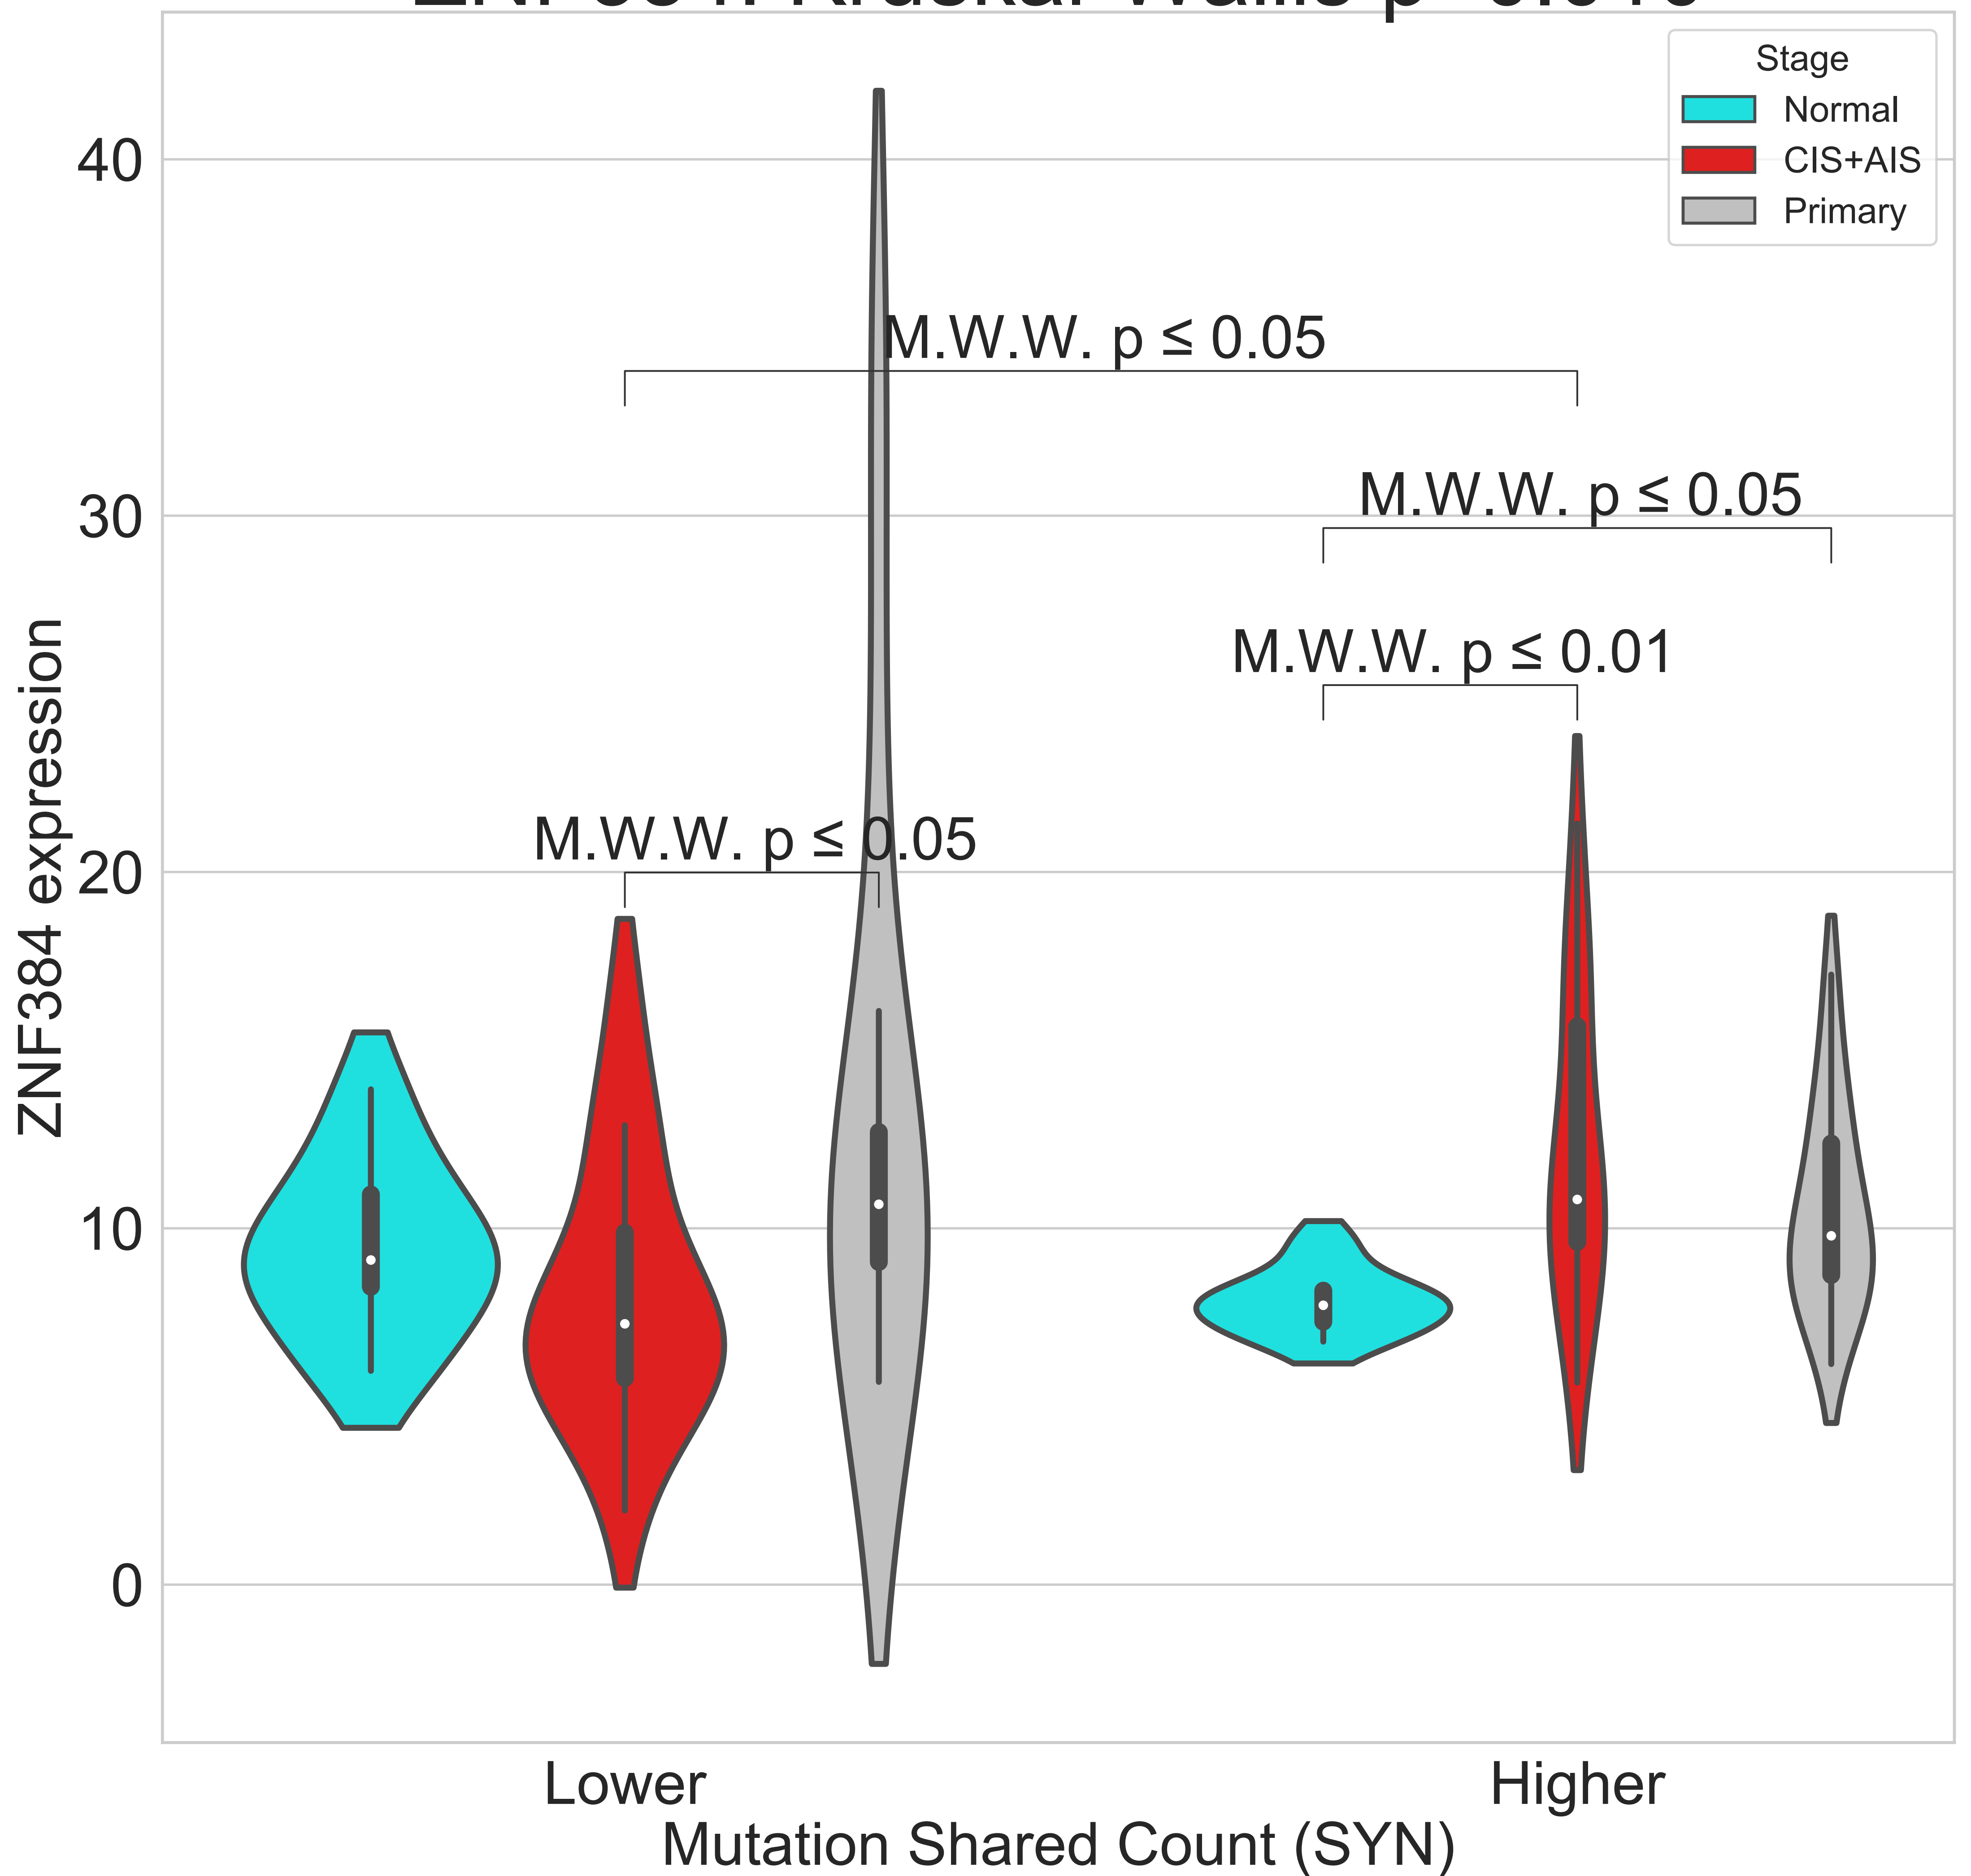 Stage
Normal
CIS+AIS
Primary
40
30
20
10
0
ZNF384 expression
M.W.W. p ≤ 0.05
M.W.W. p ≤ 0.05
M.W.W. p ≤ 0.01
M.W.W. p ≤ 0.05
Lower
Higher
Mutation Shared Count (SYN)